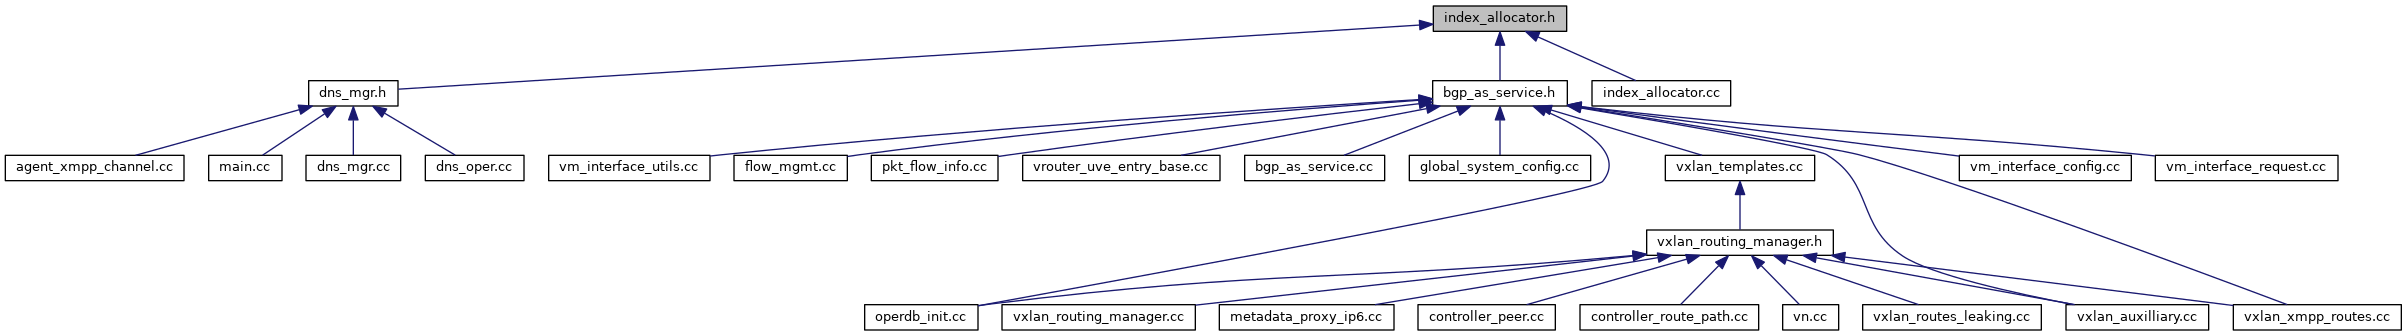 index_allocator.h
dns_mgr.h
bgp_as_service.h
index_allocator.cc
agent_xmpp_channel.cc
main.cc
dns_mgr.cc
dns_oper.cc
vm_interface_utils.cc
flow_mgmt.cc
pkt_flow_info.cc
vrouter_uve_entry_base.cc
bgp_as_service.cc
global_system_config.cc
vxlan_templates.cc
vm_interface_config.cc
vm_interface_request.cc
vxlan_routing_manager.h
operdb_init.cc
vxlan_routing_manager.cc
metadata_proxy_ip6.cc
controller_peer.cc
controller_route_path.cc
vn.cc
vxlan_routes_leaking.cc
vxlan_auxilliary.cc
vxlan_xmpp_routes.cc